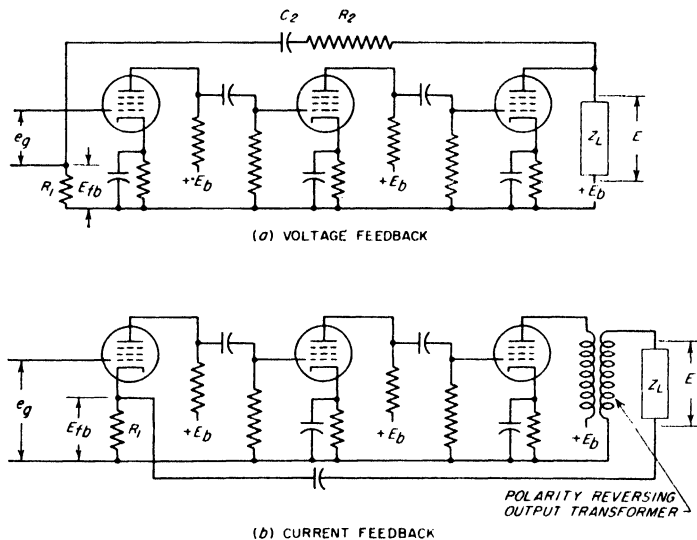 C2 R2
eg
R1
Efb
+Eb
+Eb
ZL
E
+Eb
(a) VOLTAGE FEEDBACK
eg
Efb
R1
+Eb
+Eb
+Eb
ZL
E
POLARITY REVERSING
OUTPUT TRANSFORMER
(b) CURRENT FEEDBACK